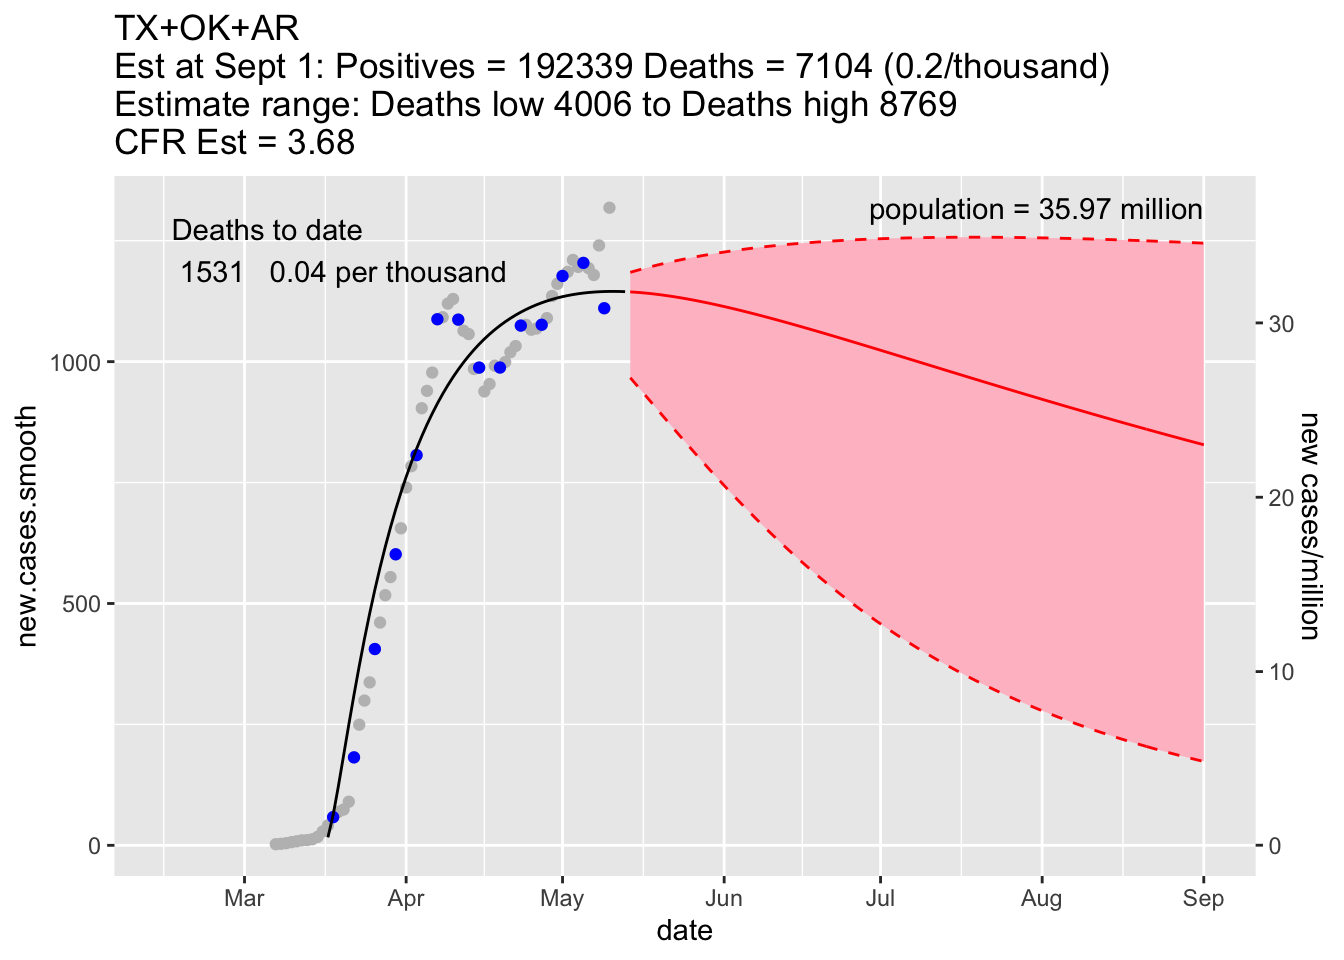 TX+OK+AR
Est at Sept 1: Positives = 192339 Deaths = 7104 (0.2/thousand)
Estimate range: Deaths low 4006 to Deaths high 8769
CFR Est = 3.68
population = 35.97 million
Deaths to date
1531 0.04 per thousand
new.cases.smooth
1000
500
0
new cases/million
30
20
10
0
Mar Apr May Jun Jul Aug Sep
date